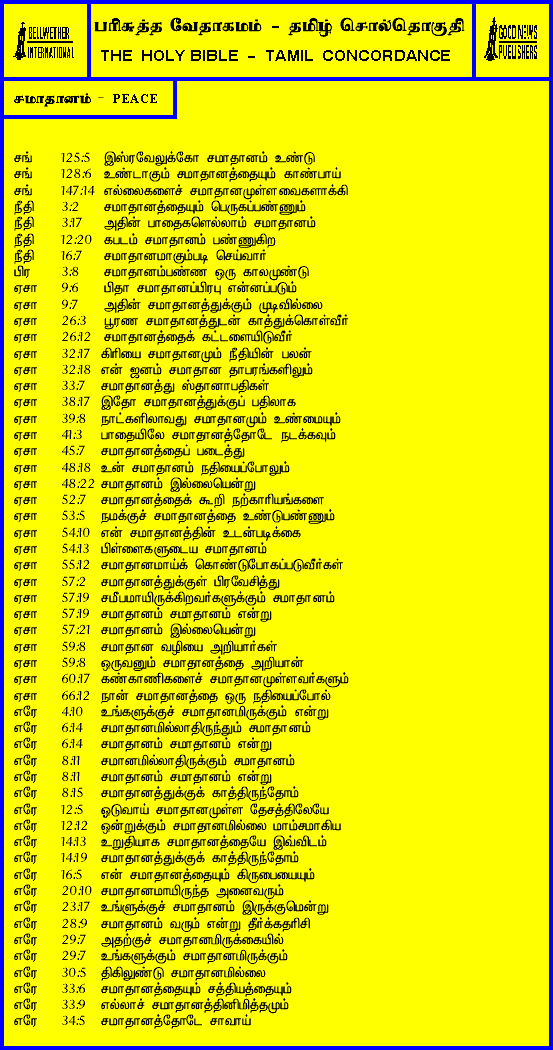 BELLWETHER
INTERNATIONAL
பரிசுத்த வேதாகமம் - தமிழ் சொல்தொகுதி
THE HOLY BIBLE - TAMIL CONCORDANCE
GOOD NEWS
PUBLISHERS
சமாதானம் - PEACE
சங் 125:5 இஸ்ரவேலுக்கோ சமாதானம் உண்டு
சங் 128:6 உண்டாகும் சமாதானத்தையும் காண்பாய்
சங் 147:14 எல்லைகளைச் சமாதானமுள்ளவைகளாக்கி
நீதி 3:2 சமாதானத்தையும் பெருகப்பண்ணும்
நீதி 3:17 அதின் பாதைகளெல்லாம் சமாதானம்
நீதி 12:20 கபடம் சமாதானம் பண்ணுகிற
நீதி 16:7 சமாதானமாகும்படி செய்வார்
பிர 3:8 சமாதானம்பண்ண ஒரு காலமுண்டு
ஏசா 9:6 பிதா சமாதானப்பிரபு என்னப்படும்
ஏசா 9:7 அதின் சமாதானத்துக்கும் முடிவில்லை
ஏசா 26:3 பூரண சமாதானத்துடன் காத்துக்கொள்வீர்
ஏசா 26:12 சமாதானத்தைக் கட்டளையிடுவீர்
ஏசா 32:17 கிரியை சமாதானமும் நீதியின் பலன்
ஏசா 32:18 என் ஜனம் சமாதான தாபரங்களிலும்
ஏசா 33:7 சமாதானத்து ஸ்தானாபதிகள்
ஏசா 38:17 இதோ சமாதானத்துக்குப் பதிலாக
ஏசா 39:8 நாட்களிலாவது சமாதானமும் உண்மையும்
ஏசா 41:3 பாதையிலே சமாதானத்தோடே நடக்கவும்
ஏசா 45:7 சமாதானத்தைப் படைத்து
ஏசா 48:18 உன் சமாதானம் நதியைப்போலும்
ஏசா 48:22 சமாதானம் இல்லையென்று
ஏசா 52:7 சமாதானத்தைக் கூறி நற்காரியங்களை
ஏசா 53:5 நமக்குச் சமாதானத்தை உண்டுபண்ணும்
ஏசா 54:10 என் சமாதானத்தின் உடன்படிக்கை
ஏசா 54:13 பிள்ளைகளுடைய சமாதானம்
ஏசா 55:12 சமாதானமாய்க் கொண்டுபோகப்படுவீர்கள்
ஏசா 57:2 சமாதானத்துக்குள் பிரவேசித்து
ஏசா 57:19 சமீபமாயிருக்கிறவர்களுக்கும் சமாதானம்
ஏசா 57:19 சமாதானம் சமாதானம் என்று
ஏசா 57:21 சமாதானம் இல்லையென்று
ஏசா 59:8 சமாதான வழியை அறியார்கள்
ஏசா 59:8 ஒருவனும் சமாதானத்தை அறியான்
ஏசா 60:17 கண்காணிகளைச் சமாதானமுள்ளவர்களும்
ஏசா 66:12 நான் சமாதானத்தை ஒரு நதியைப்போல்
எரே 4:10 உங்களுக்குச் சமாதானமிருக்கும் என்று
எரே 6:14 சமாதானமில்லாதிருந்தும் சமாதானம்
எரே 6:14 சமாதானம் சமாதானம் என்று
எரே 8:11 சமானமில்லாதிருக்கும் சமாதானம்
எரே 8:11 சமாதானம் சமாதானம் என்று
எரே 8:15 சமாதானத்துக்குக் காத்திருந்தோம்
எரே 12:5 ஒடுவாய் சமாதானமுள்ள தேசத்திலேயே
எரே 12:12 ஒன்றுக்கும் சமாதானமில்லை மாம்சமாகிய
எரே 14:13 உறுதியாக சமாதானத்தையே இவ்விடம்
எரே 14:19 சமாதானத்துக்குக் காத்திருந்தோம்
எரே 16:5 என் சமாதானத்தையும் கிருபையையும்
எரே 20:10 சமாதானமாயிருந்த அனைவரும்
எரே 23:17 உங்ளுக்குச் சமாதானம் இருக்குமென்று
எரே 28:9 சமாதானம் வரும் என்று தீர்க்கதரிசி
எரே 29:7 அதற்குச் சமாதானமிருக்கையில்
எரே 29:7 உங்களுக்கும் சமாதானமிருக்கும்
எரே 30:5 திகிலுண்டு சமாதானமில்லை
எரே 33:6 சமாதானத்தையும் சத்தியத்தையும்
எரே 33:9 எல்லாச் சமாதானத்தினிமித்தமும்
எரே 34:5 சமாதானத்தோடே சாவாய்